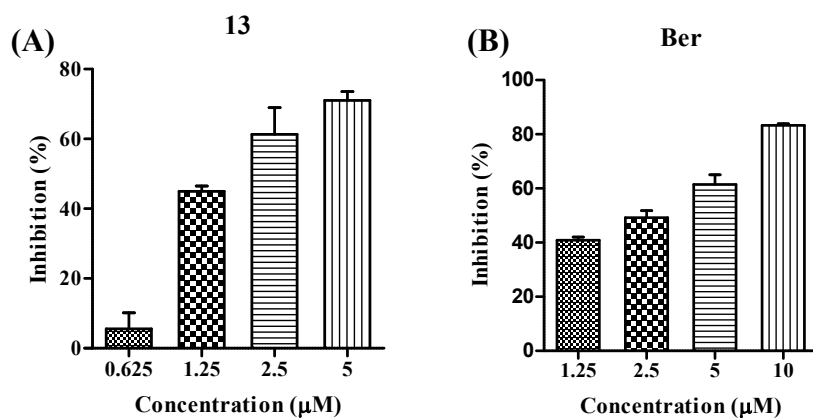 (A)
13
Inhibition (%)
80
60
40
20
0
0.625 1.25 2.5 5
Concentration (μM)
(B)
Ber
Inhibition (%)
100
80
60
40
20
0
1.25 2.5 5 10
Concentration (μM)